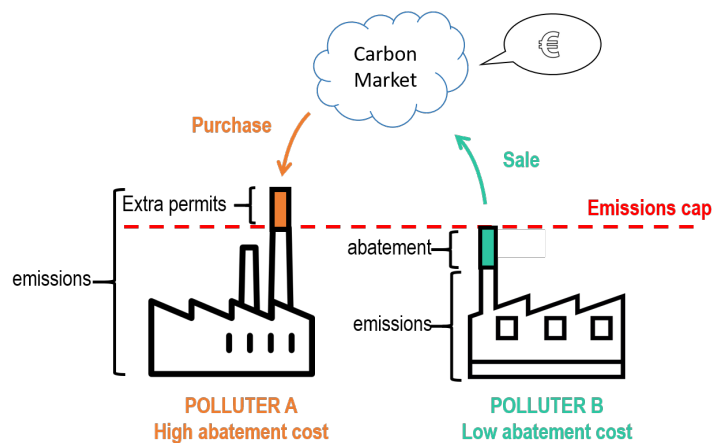 Carbon
Market
€
Purchase
Sale
Extra permits
Emissions cap
abatement
emissions
emissions
POLLUTER A
High abatement cost
POLLUTER B
Low abatement cost